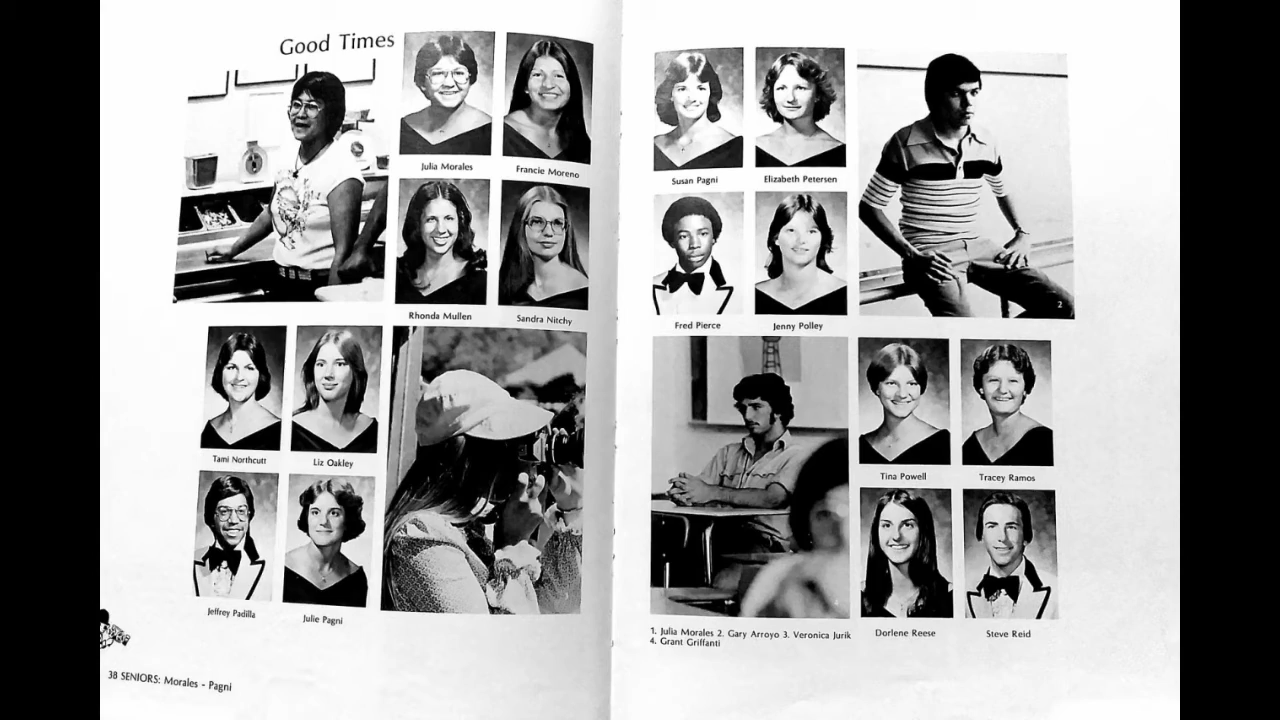 Good Times
Julia Morales
Francie Moreno
Rhonda Mullen
Sandra Nitchy
Tami Northcutt
Liz Oakley
Jeffrey Padilla
Julie Pagni
38 SENIORS: Morales - Pagni
Susan Pagni
Elizabeth Petersen
2
Fred Pierce
Jenny Polley
Tina Powell
Tracey Ramos
1. Julia Morales 2. Gary Arroyo 3. Veronica Jurik
4. Grant Griffanti
Dorlene Reese
Steve Reid